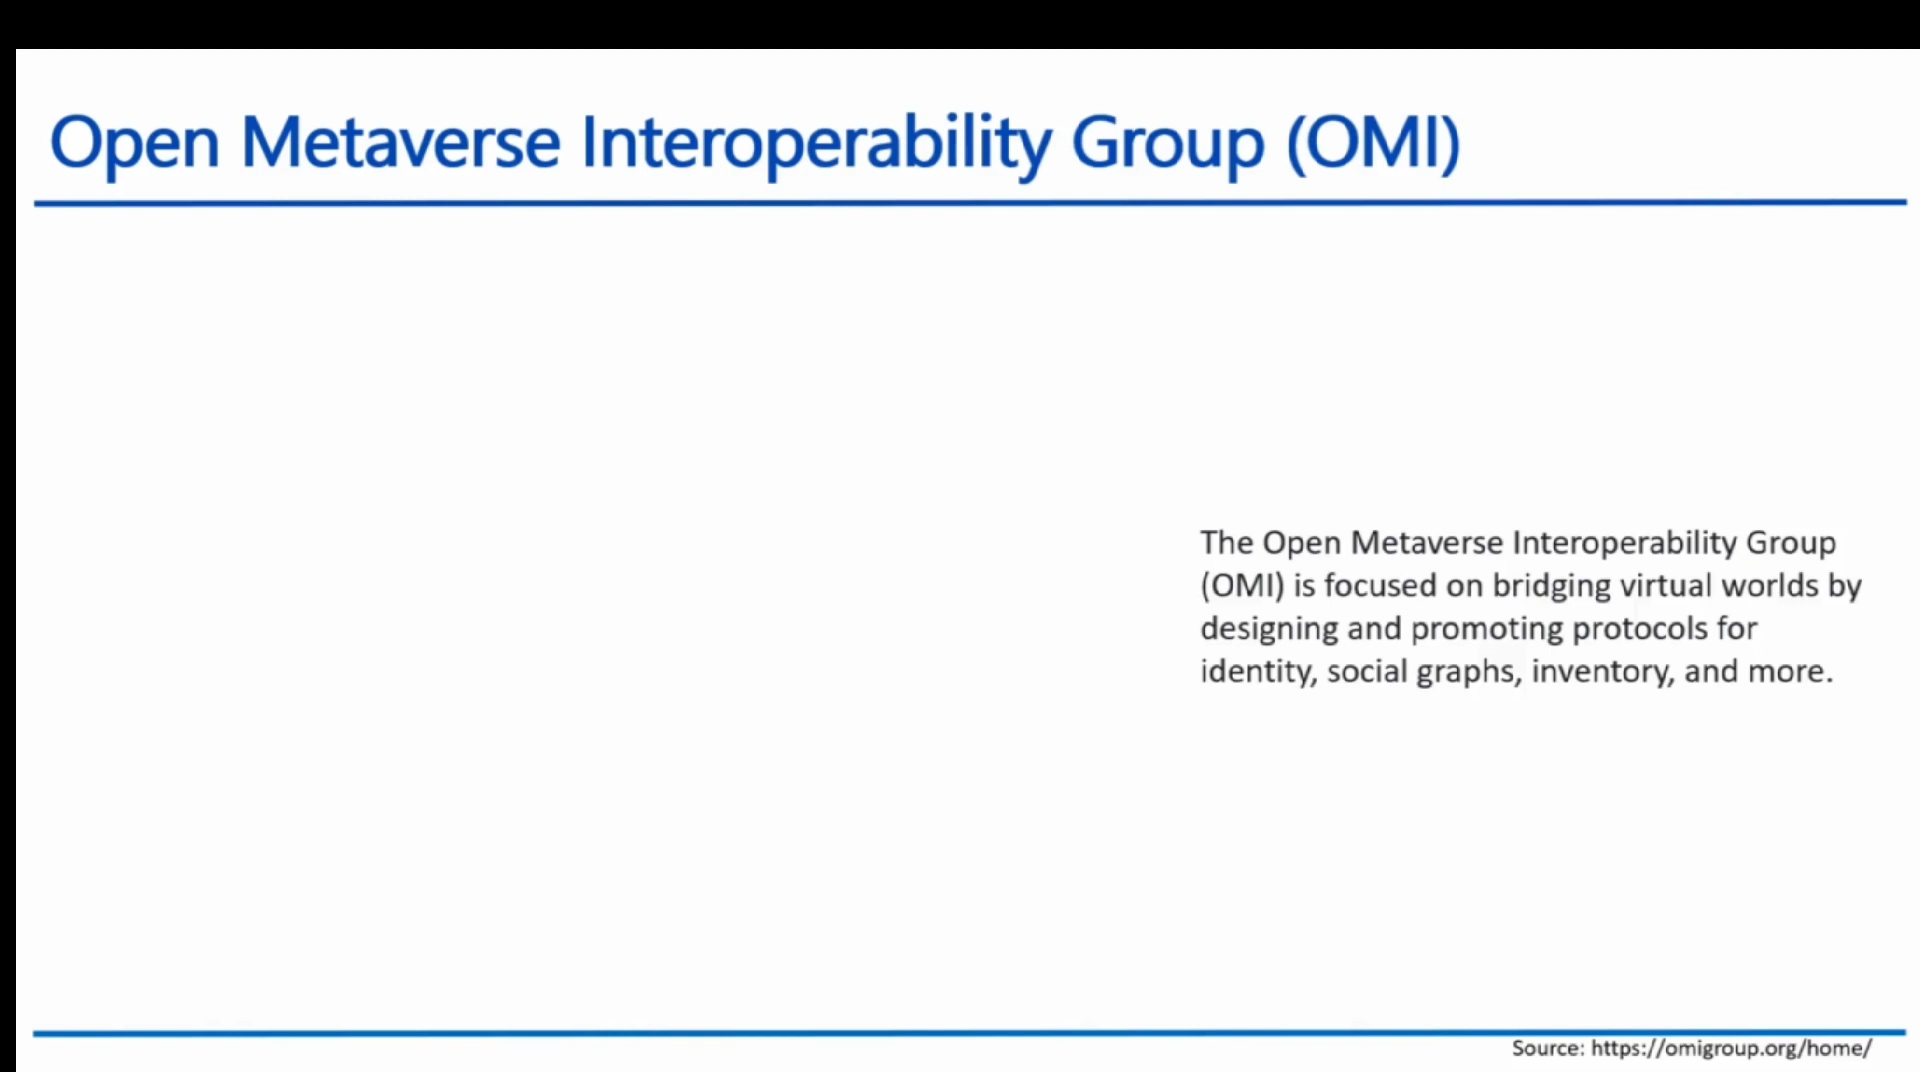 Open Metaverse Interoperability Group (OMI)
The Open Metaverse Interoperability Group
(OMI) is focused on bridging virtual worlds by
designing and promoting protocols for
identity, social graphs, inventory, and more.
Source: https://omigroup.org/home/